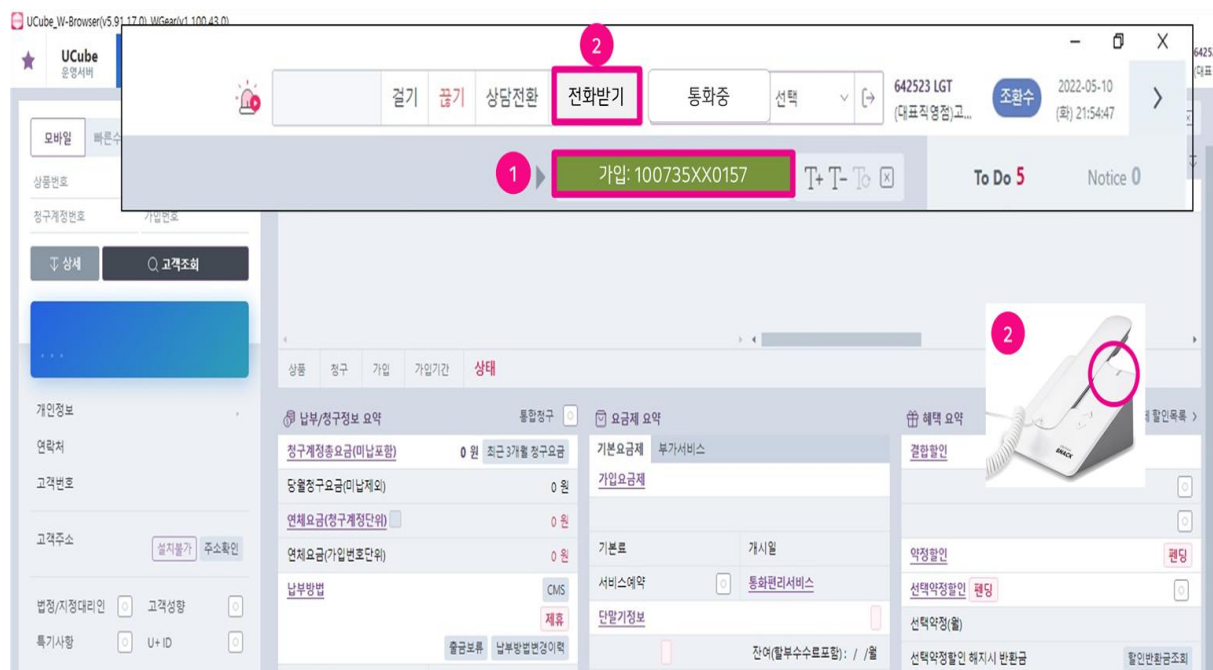 UCube_W-Browser(v5.91.17.0) WGear(v1.100.43.0)
UCube
운영서버
2
걸기 끊기 상담전환 전화받기 통화중 선택
642523 LGT
(대표직영점)고...
조환수
2022-05-10
(화) 21:54:47
1
가입: 100735XX0157
T+ T-
To Do 5
Notice 0
모바일 빠른수
상품번호
청구계정번호 가입번호
상세 고객조회
개인정보
연락처
고객번호
고객주소 설치불가 주소확인
법정/지정대리인 고객성향
특기사항 U+ ID
상품 청구 가입 가입기간 상태
납부/청구정보 요약 통합청구
청구계정총요금(미납포함) 0 원 최근 3개월 청구요금
당월청구요금(미납제외) 0 원
연체요금(청구계정단위) 0 원
연체요금(가입번호단위) 0 원
납부방법 CMS
제휴
출금보류 납부방법변경이력
요금제 요약
기본요금제 부가서비스
가입요금제
기본료 개시일
서비스예약 통화편리서비스
단말기정보
잔여(할부수수료포함) : / /월
2
SNACK
혜택 요약 할인목록 >
결합할인
약정할인 펜딩
선택약정할인 펜딩
선택약정(월)
선택약정할인 해지시 반환금 할인반환금조회